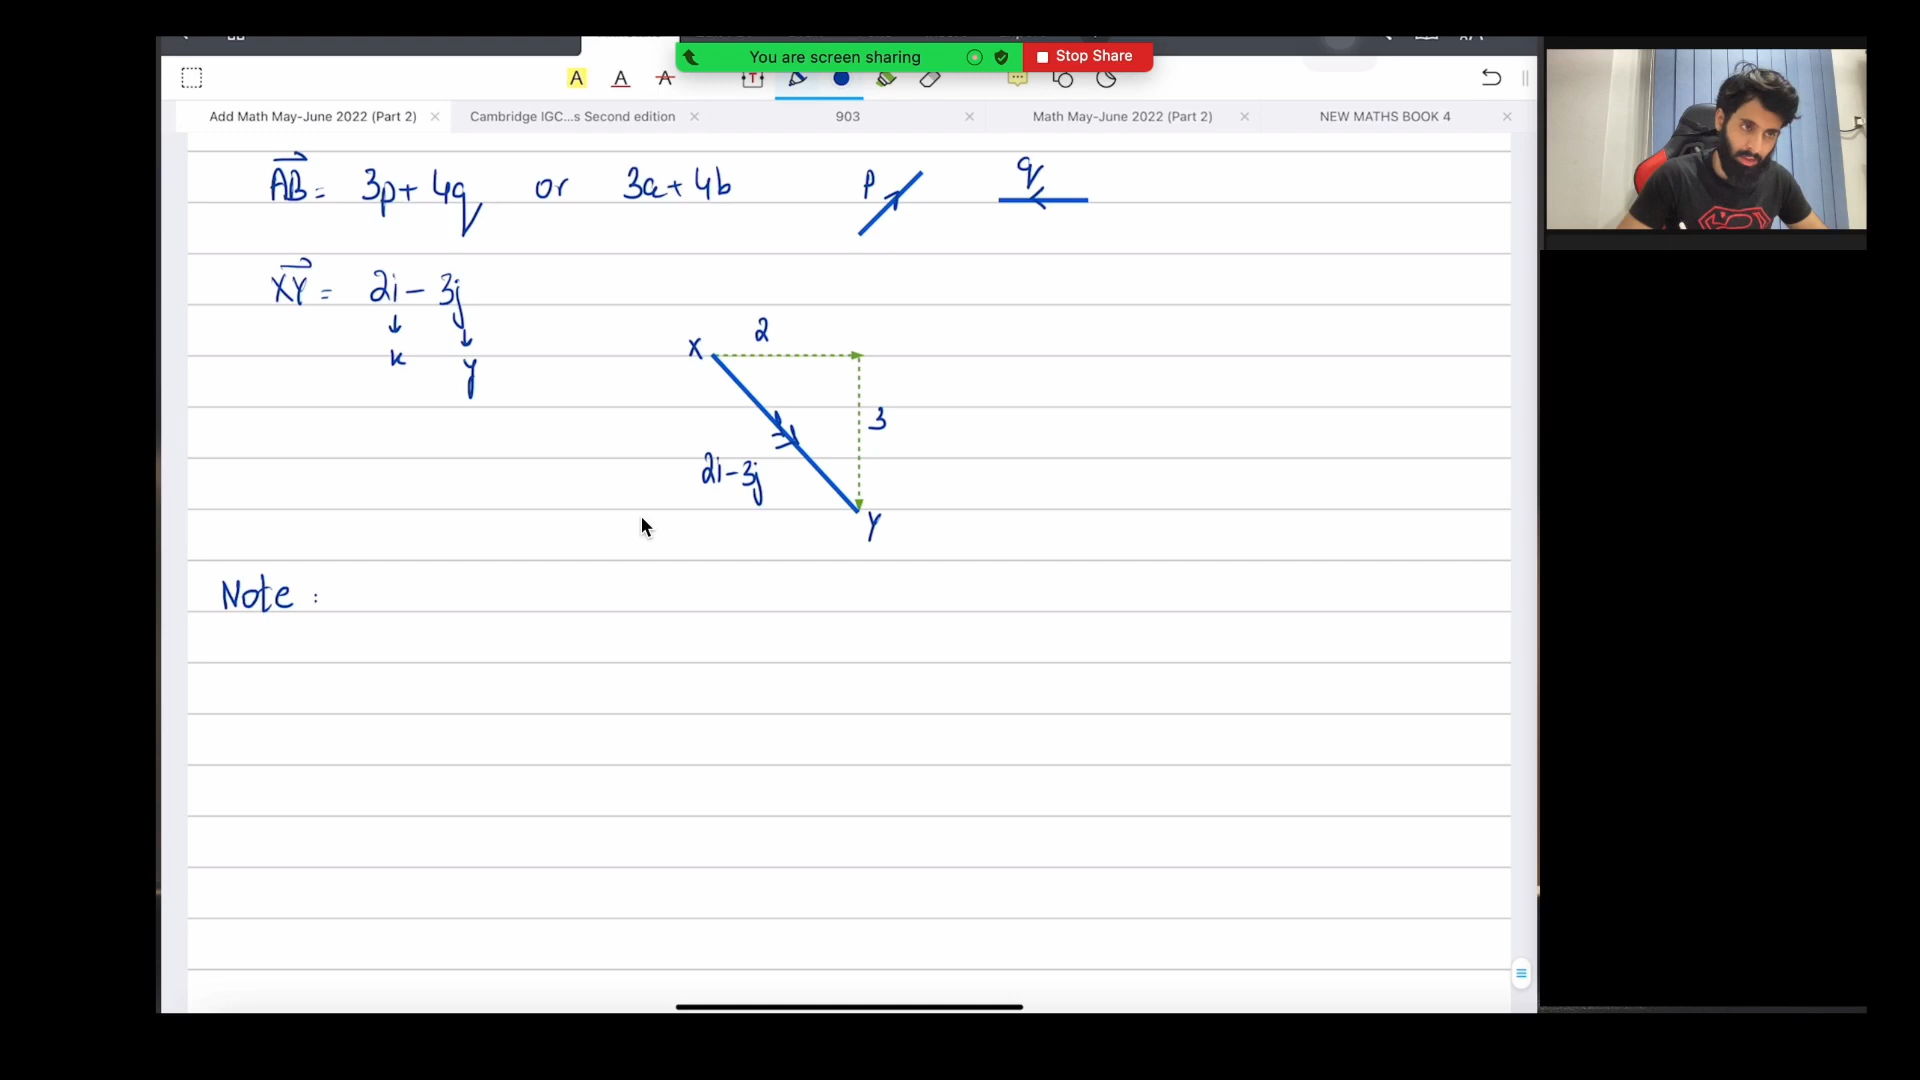 You are screen sharing
Stop Share
A A A T
Add Math May-June 2022 (Part 2) Cambridge IGC...s Second edition 903 Math May-June 2022 (Part 2) NEW MATHS BOOK 4
AB = 3p + 4q or 3a + 4b p q
XY = 2i - 3j
↓ ↓
x y
X 2
3
2i - 3j
Y
Note :